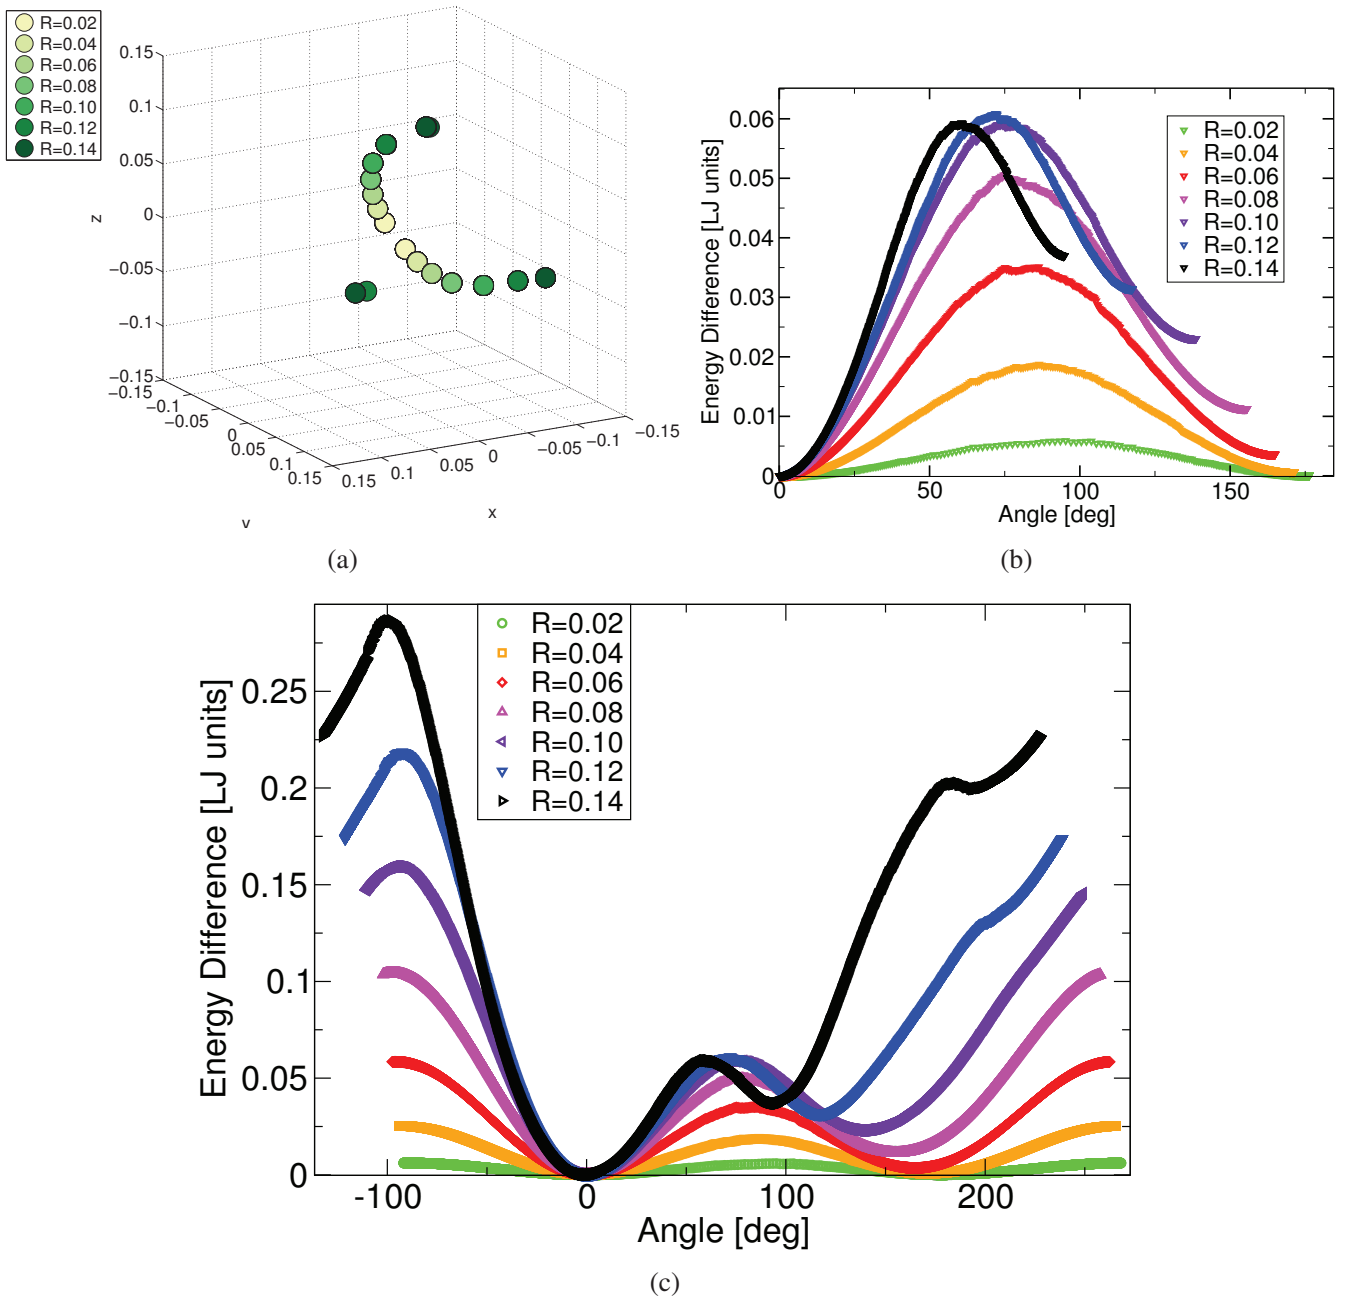 R=0.02
R=0.04
R=0.06
R=0.08
R=0.10
R=0.12
R=0.14
0.15
0.1
0.05
0
−0.05
−0.1
−0.15
z
−0.15
−0.1
−0.05
0
0.05
0.1
0.15
y
0.15
0.1
0.05
0
−0.05
−0.1
−0.15
x
(a)
0.06
0.05
0.04
0.03
0.02
0.01
0
Energy Difference [LJ units]
R=0.02
R=0.04
R=0.06
R=0.08
R=0.10
R=0.12
R=0.14
0 50 100 150
Angle [deg]
(b)
0.25
0.2
0.15
0.1
0.05
0
Energy Difference [LJ units]
R=0.02
R=0.04
R=0.06
R=0.08
R=0.10
R=0.12
R=0.14
-100 0 100 200
Angle [deg]
(c)